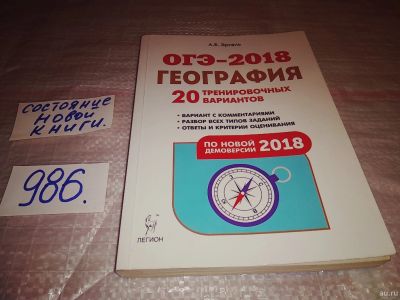 состояние
новой
книги.
986.
А.Б. Эртель
ОГЭ-2018
ГЕОГРАФИЯ
20 ТРЕНИРОВОЧНЫХ
ВАРИАНТОВ
• ВАРИАНТ С КОММЕНТАРИЯМИ
• РАЗБОР ВСЕХ ТИПОВ ЗАДАНИЙ
• ОТВЕТЫ И КРИТЕРИИ ОЦЕНИВАНИЯ
ПО НОВОЙ
ДЕМОВЕРСИИ 2018
ЛЕГИОН
au.ru